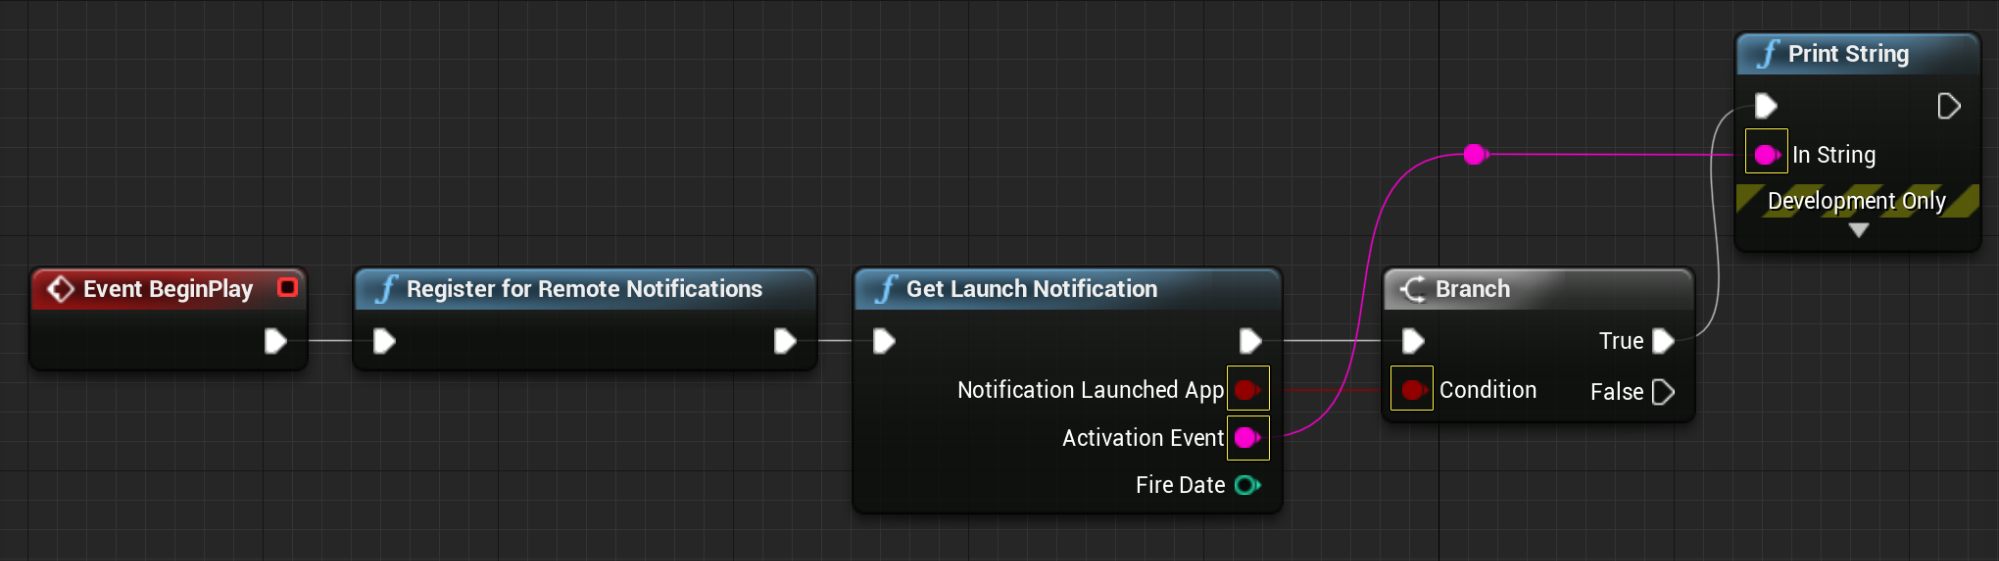 Print String
In String
Development Only
Event BeginPlay
Register for Remote Notifications
Get Launch Notification
Notification Launched App
Activation Event
Fire Date
Branch
True
Condition
False